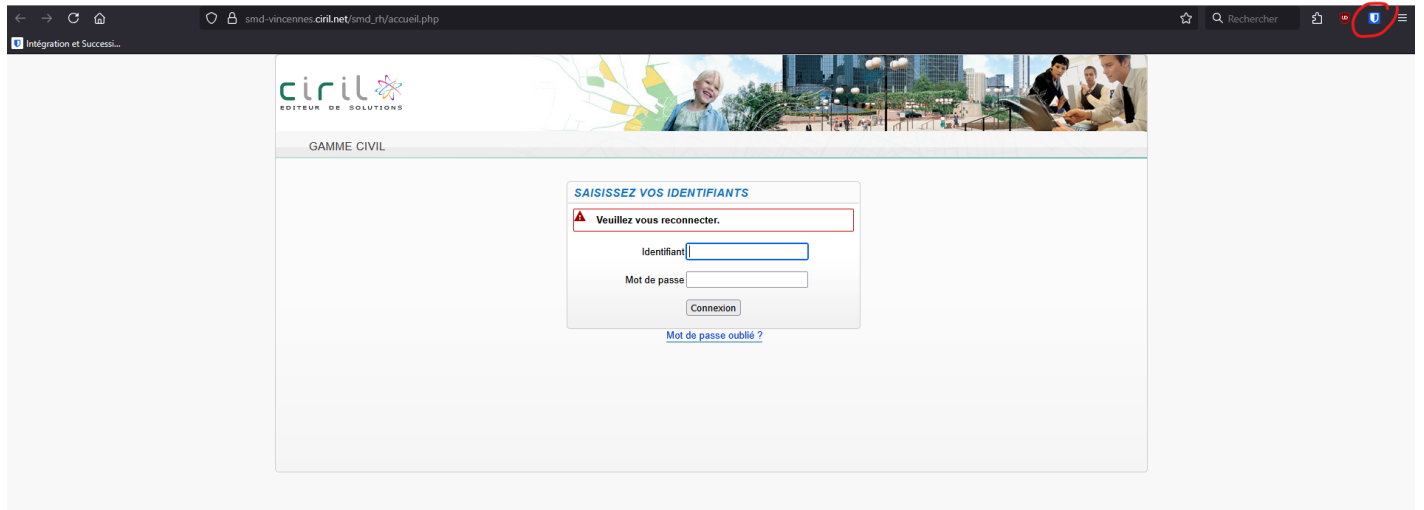 smd-vincennes.ciril.net/smd_rh/accueil.php
Rechercher
Intégration et Successi...
ciril
EDITEUR DE SOLUTIONS
GAMME CIVIL
SAISISSEZ VOS IDENTIFIANTS
Veuillez vous reconnecter.
Identifiant
Mot de passe
Connexion
Mot de passe oublié ?